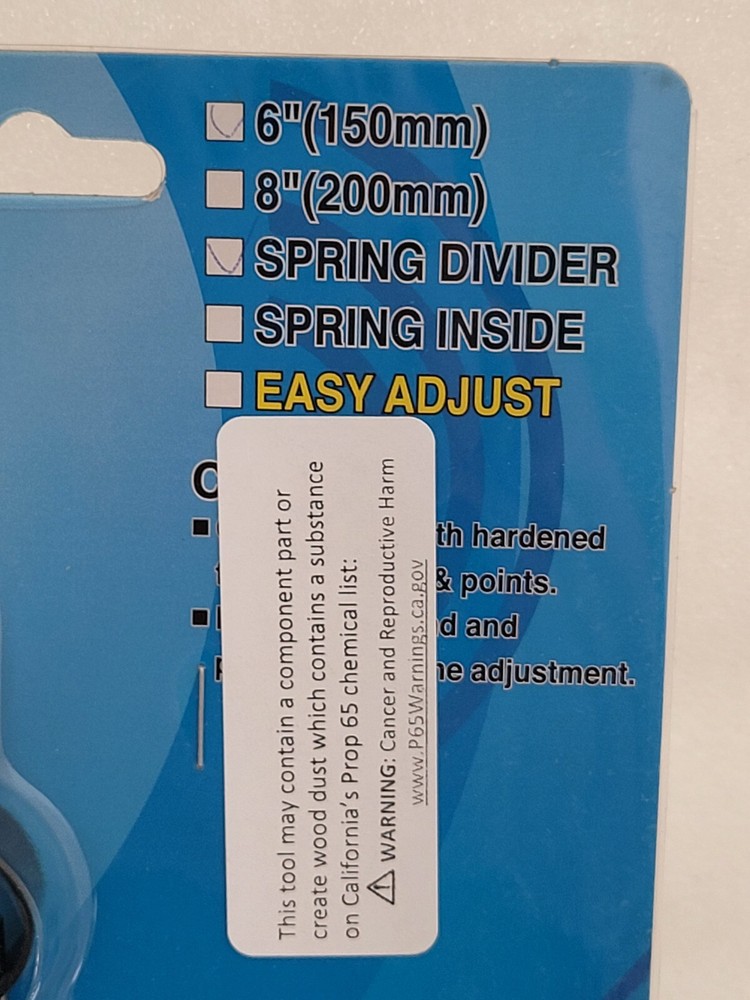 6"(150mm)
8"(200mm)
SPRING DIVIDER
SPRING INSIDE
EASY ADJUST
hardened
& points.
and
adjustment.
This tool may contain a component part or
create wood dust which contains a substance
on California's Prop 65 chemical list:
⚠ WARNING: Cancer and Reproductive Harm
www.P65Warnings.ca.gov